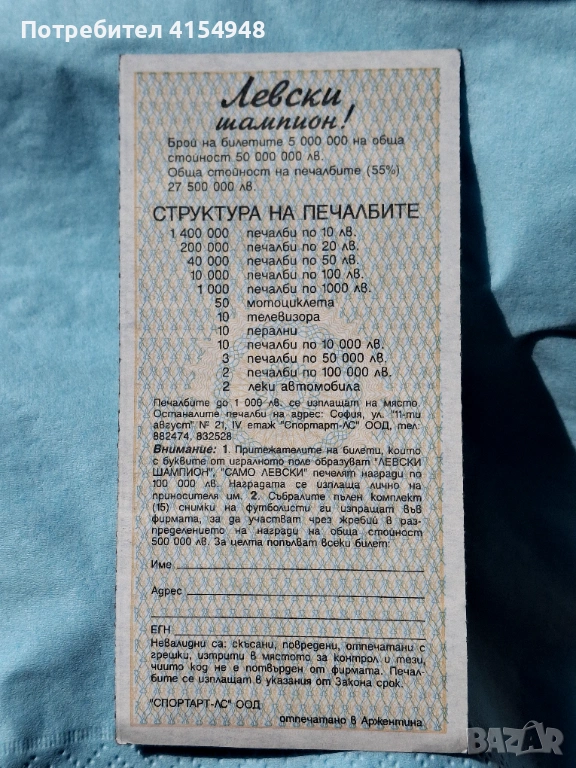 Потребител 4154948
Левски
шампион!
Брой на билетите 5 000 000 на обща
стойност 50 000 000 лв.
Обща стойност на печалбите (55%)
27 500 000 лв.
СТРУКТУРА НА ПЕЧАЛБИТЕ
1 400 000 печалби по 10 лв.
200 000 печалби по 20 лв.
40 000 печалби по 50 лв.
10 000 печалби по 100 лв.
1 000 печалби по 1000 лв.
50 мотоциклета
10 телевизора
10 перални
10 печалби по 10 000 лв.
3 печалби по 50 000 лв.
2 печалби по 100 000 лв.
2 леки автомобила
Печалбите до 1 000 лв. се изплащат на място.
Останалите печалби на адрес: София, ул. "11-ти
август" № 21, IV етаж "Спортарт-ЛС" ООД, тел:
882474, 832528
Внимание: 1. Притежателите на билети, които
с буквите от игралното поле образуват "ЛЕВСКИ
ШАМПИОН", "САМО ЛЕВСКИ" печелят награди по
100 000 лв. Наградата се изплаща лично на
приносителя им. 2. Събралите пълен комплект
(15) снимки на футболисти ги изпращат във
фирмата, за да участват чрез жребий в раз-
пределението на награди на обща стойност
500 000 лв. За целта попълват всеки билет:
Име
Адрес
ЕГН
Невалидни са: скъсани, повредени, отпечатани с
грешки, изтрити в мястото за контрол и тези,
чиито код не е потвърден от фирмата. Печал-
бите се изплащат в указания от Закона срок.
"СПОРТАРТ-ЛС" ООД
отпечатано в Аржентина
BAZAR